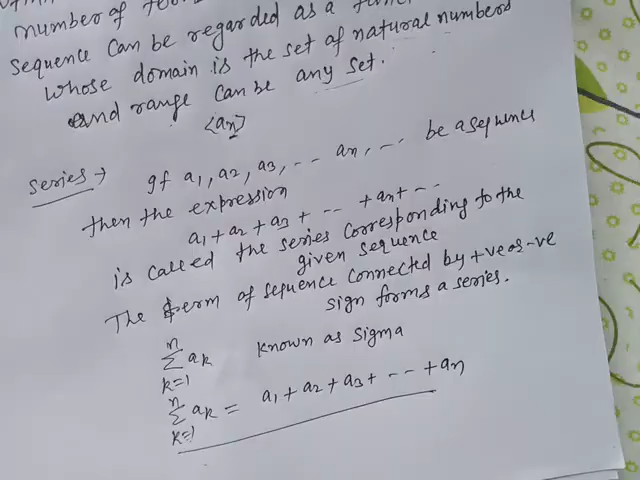 number of
sequence can be regarded as a
whose domain is the set of natural numbers
and range can be any set.
<an>
series → If a1, a2, a3, -- an, -- be a sequence
then the expression
a1 + a2 + a3 + -- + an + --
is called the series corresponding to the
given sequence
The term of sequence connected by +ve or -ve
sign forms a series.
n
Σ ak known as sigma
k=1
n
Σ ak = a1 + a2 + a3 + -- + an
k=1